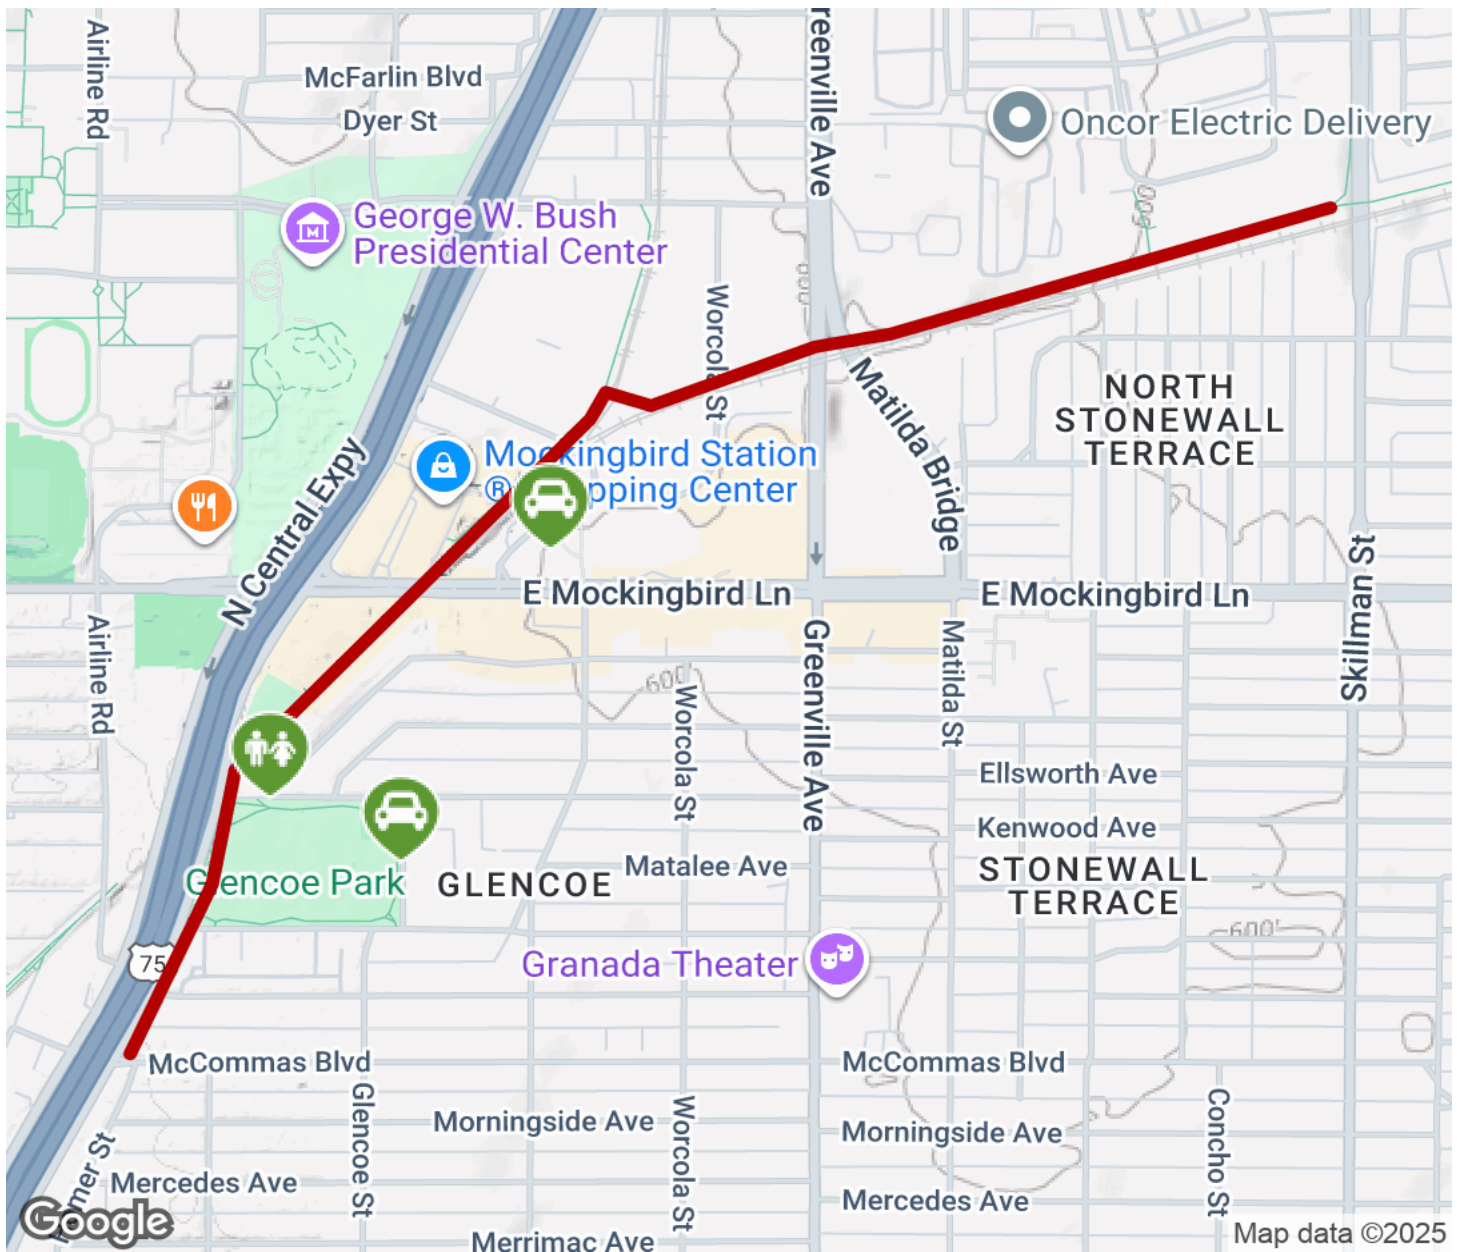 Airline Rd
McFarlin Blvd
Dyer St
reenville Ave
Oncor Electric Delivery
George W. Bush
Presidential Center
600
600
Worcola St
Matilda Bridge
NORTH
STONEWALL
TERRACE
N Central Expy
Mockingbird Station
® pping Center
E Mockingbird Ln
E Mockingbird Ln
Skillman St
Airline Rd
Greenville Ave
Matilda St
600
Worcola St
Ellsworth Ave
Kenwood Ave
Matalee Ave
STONEWALL
TERRACE
Glencoe Park
GLENCOE
600'
75
Granada Theater
McCommas Blvd
McCommas Blvd
Glencoe St
Morningside Ave
Worcola St
Morningside Ave
Concho St
Mercedes Ave
Mercedes Ave
Merrimac Ave
Google
Map data ©2025